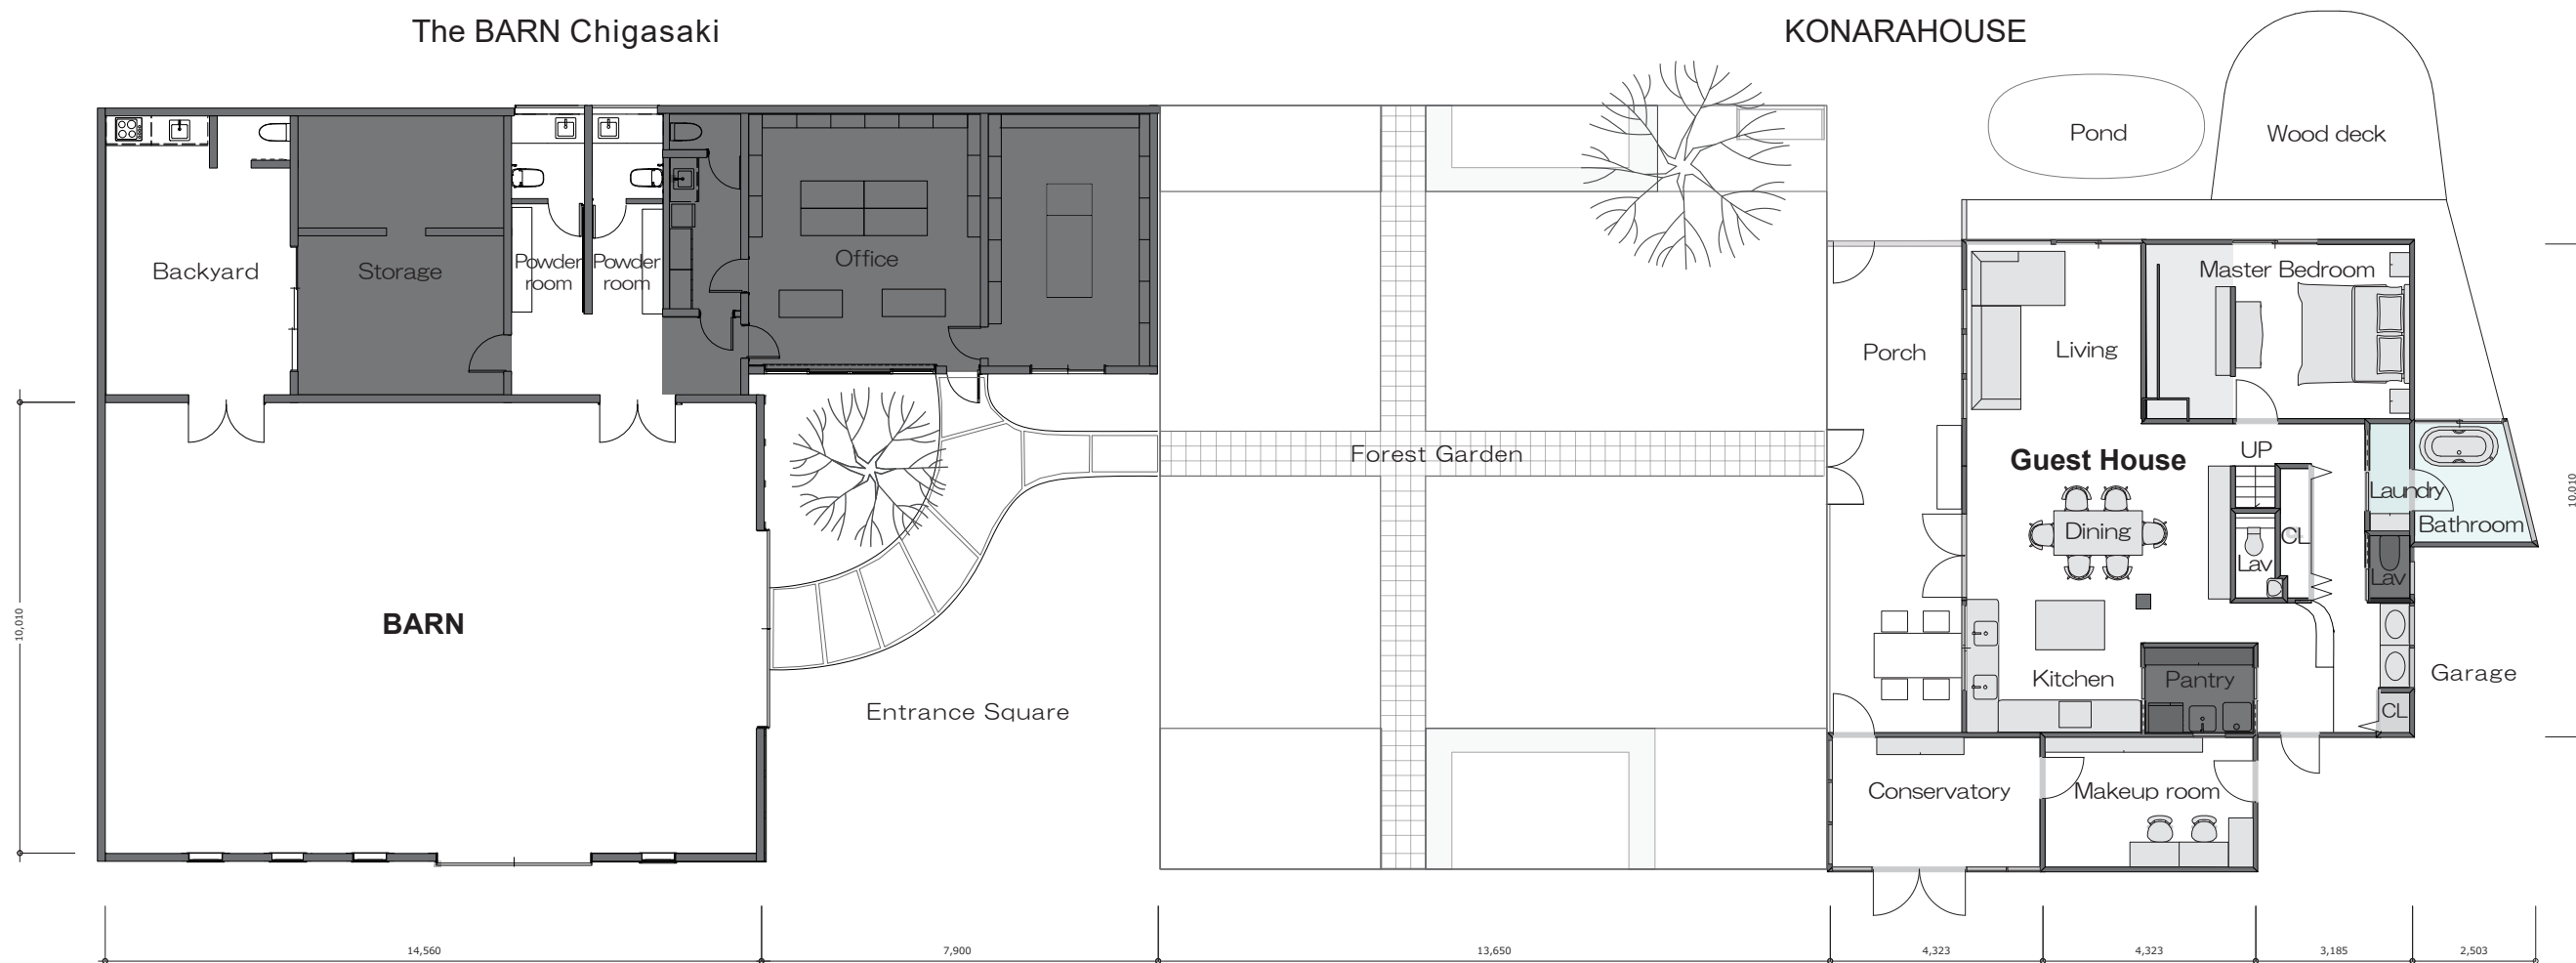 The BARN Chigasaki
KONARAHOUSE
Pond
Wood deck
Backyard
Storage
Powder
room
Powder
room
Office
Master Bedroom
Porch
Living
Forest Garden
Guest House
UP
Laundry
Bathroom
Dining
CL
Lav
Lav
10,010
10,010
BARN
Entrance Square
Kitchen
Pantry
Garage
CL
Conservatory
Makeup room
14,560
7,900
13,650
4,323
4,323
3,185
2,503